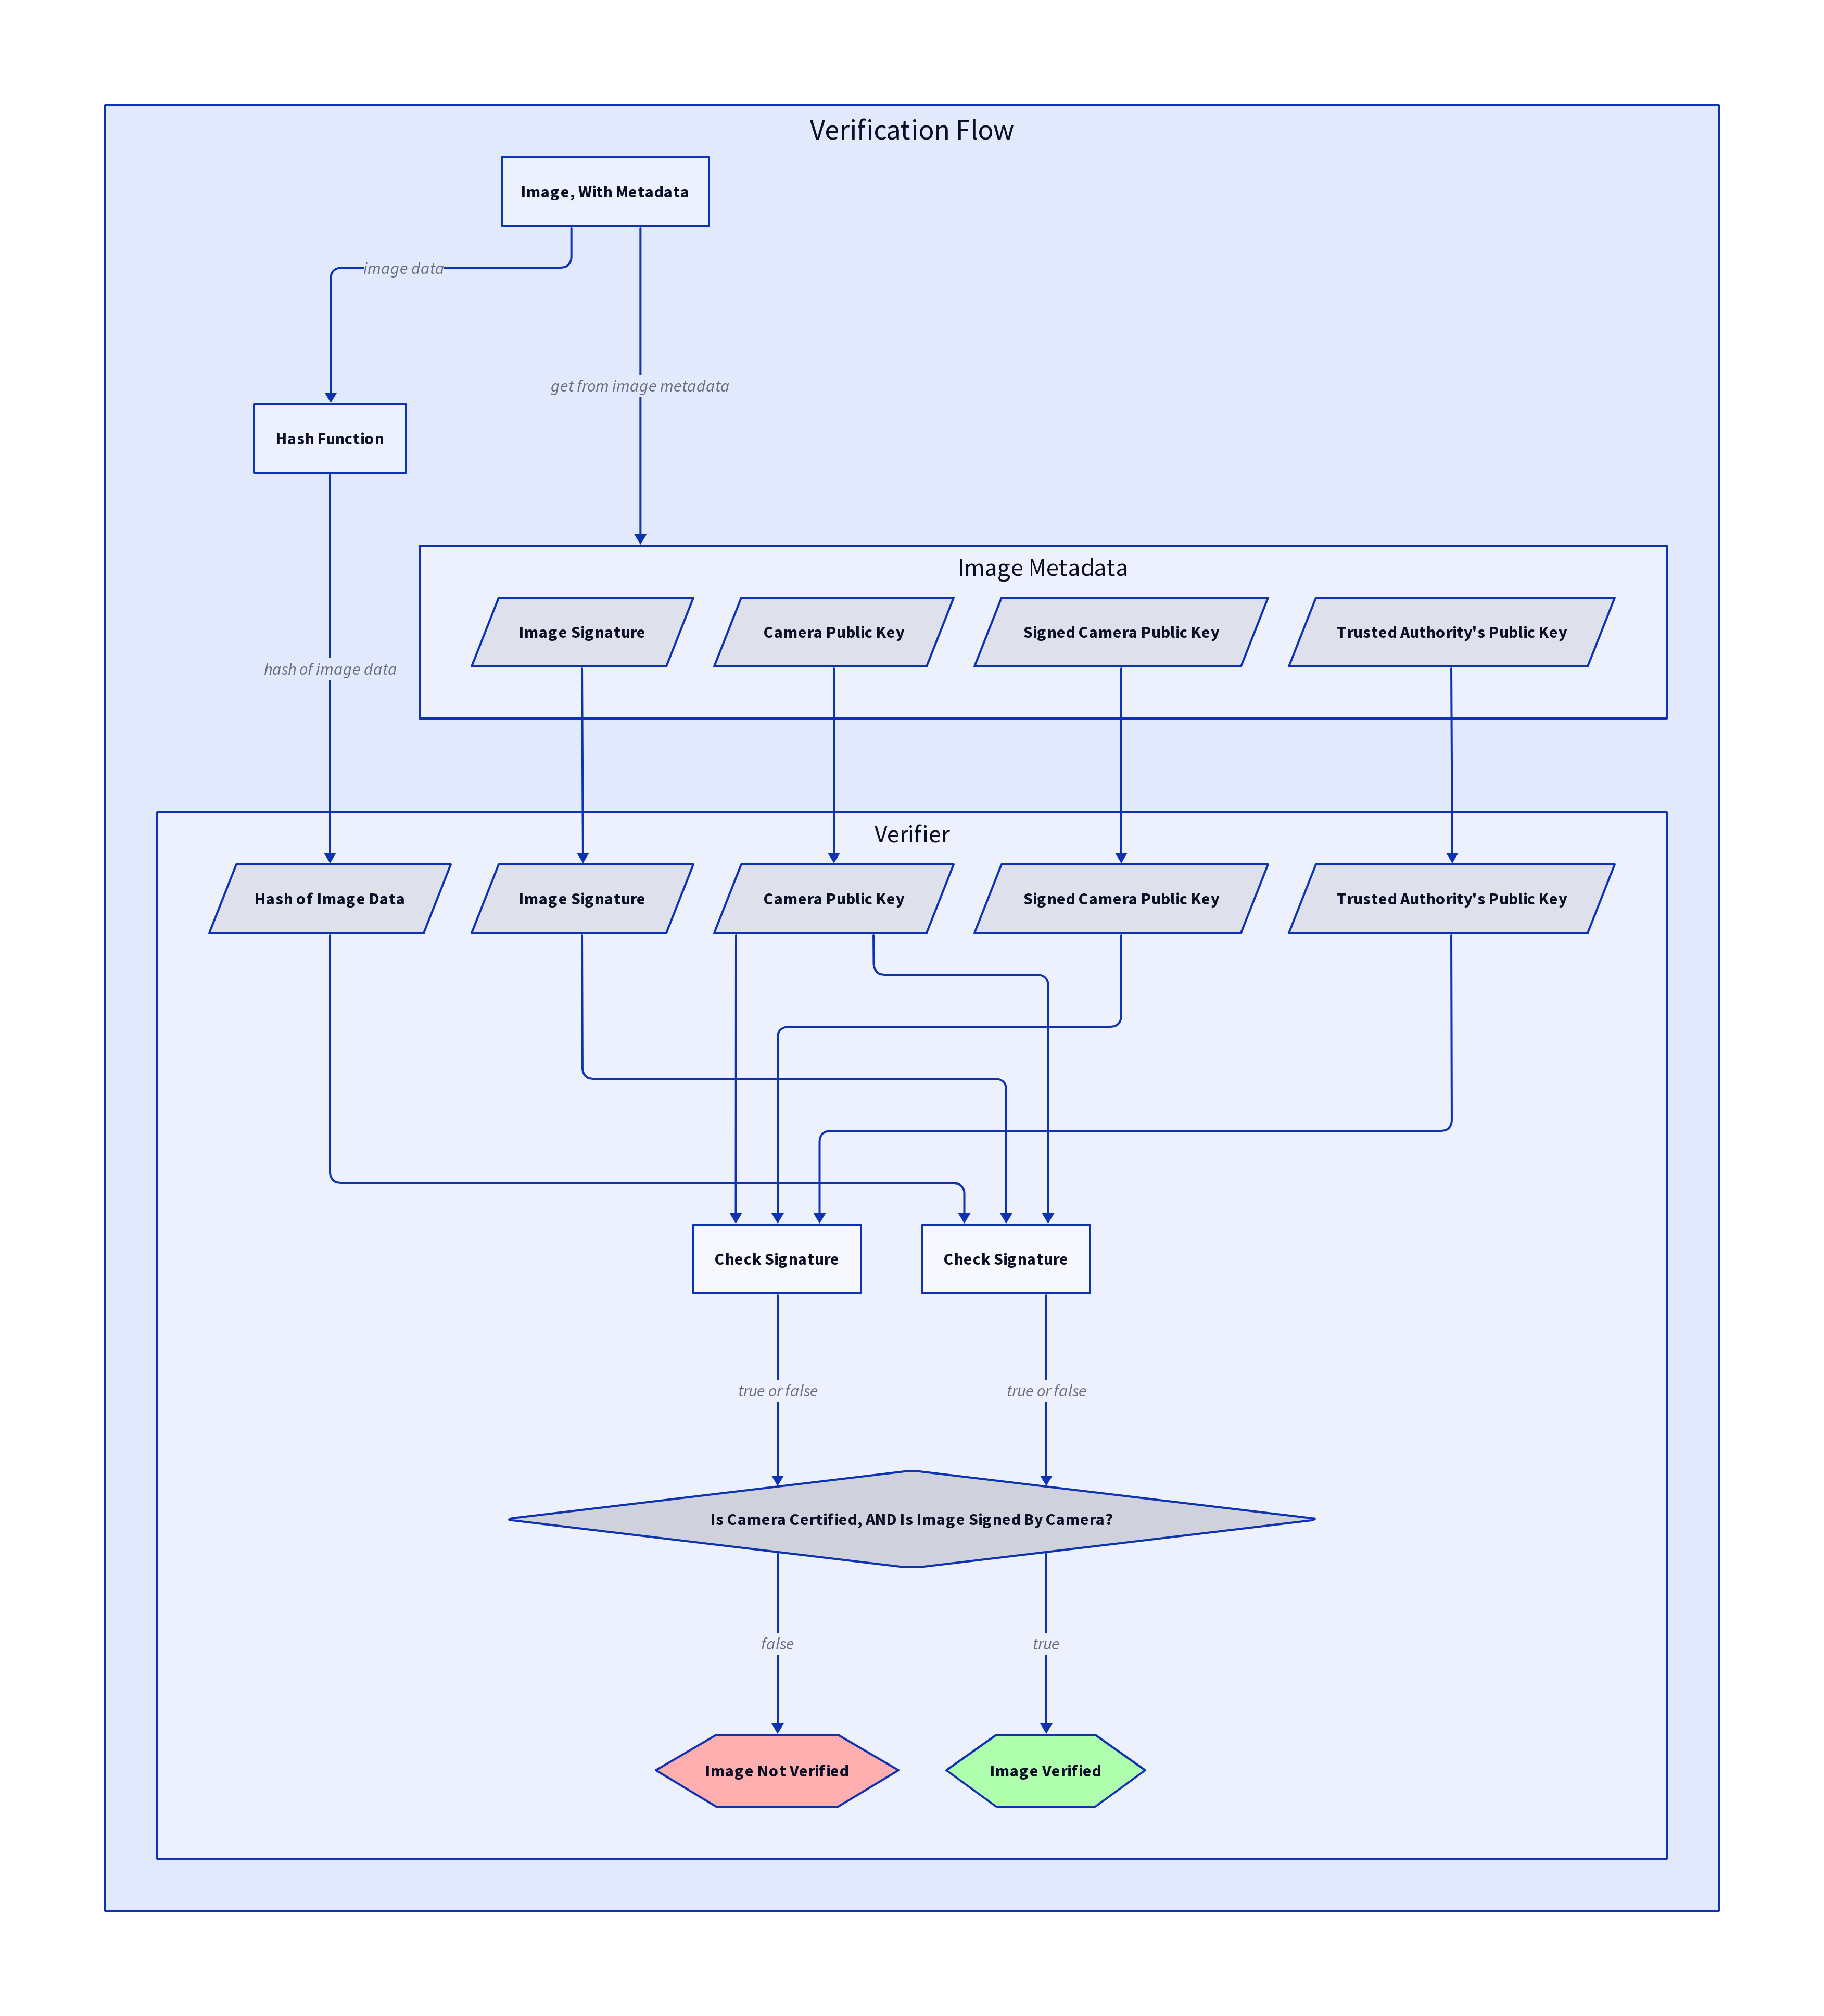 Verification Flow
Image, With Metadata
image data
get from image metadata
Hash Function
Image Metadata
Image Signature
Camera Public Key
Signed Camera Public Key
Trusted Authority's Public Key
hash of image data
Verifier
Hash of Image Data
Image Signature
Camera Public Key
Signed Camera Public Key
Trusted Authority's Public Key
Check Signature
Check Signature
true or false
true or false
Is Camera Certified, AND Is Image Signed By Camera?
false
true
Image Not Verified
Image Verified